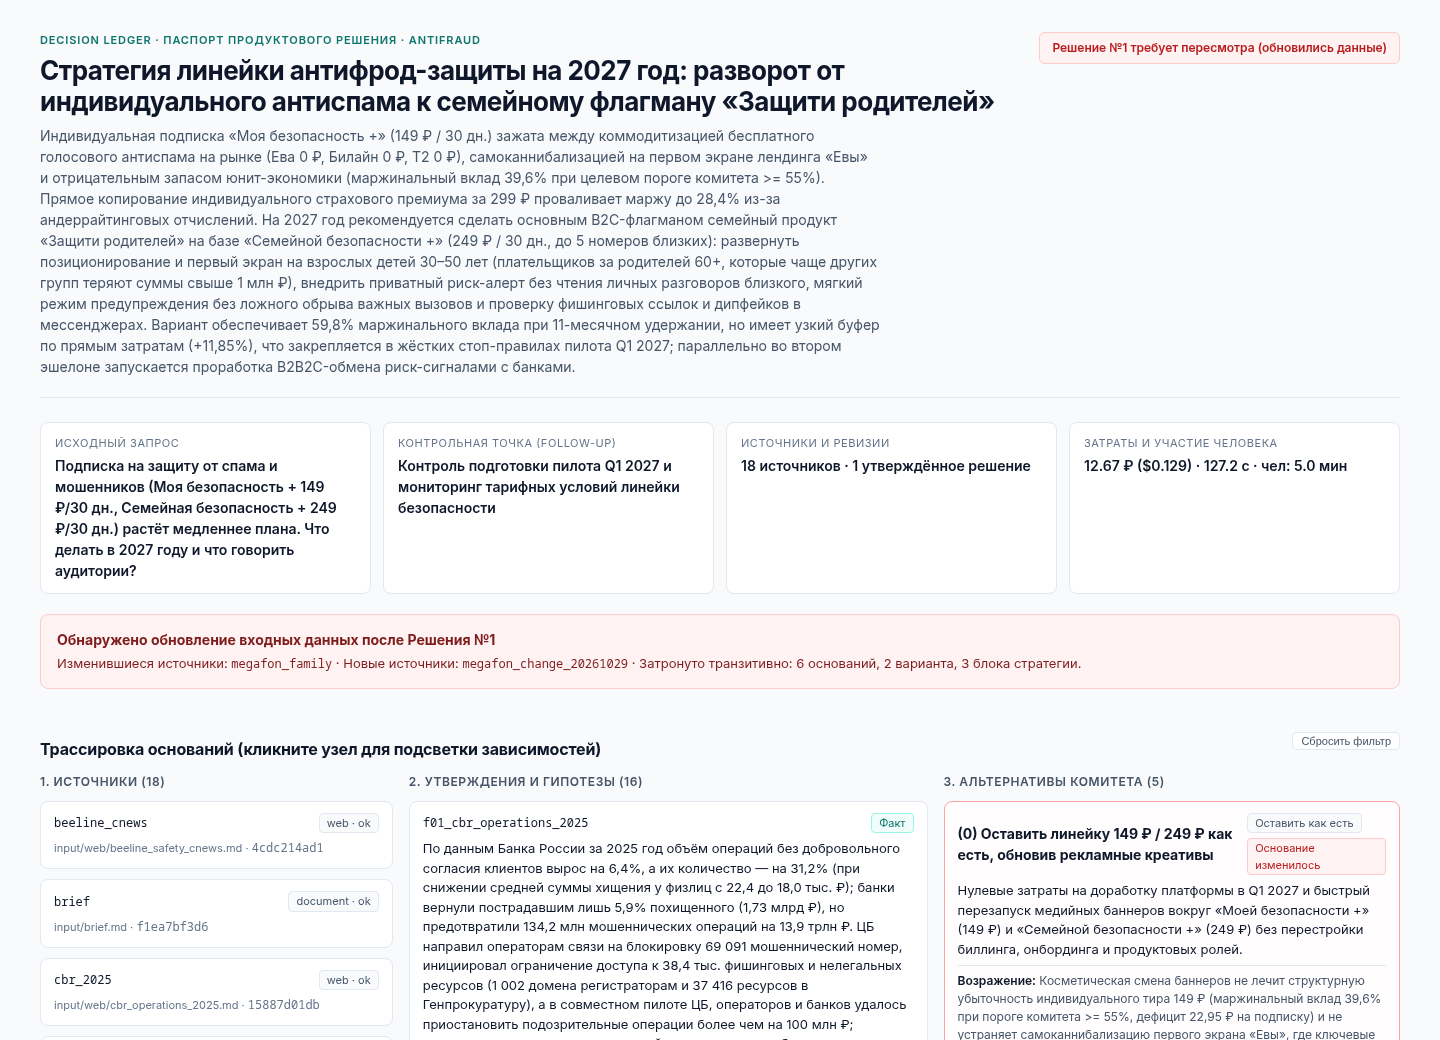 DECISION LEDGER · ПАСПОРТ ПРОДУКТОВОГО РЕШЕНИЯ · ANTIFRAUD
Решение №1 требует пересмотра (обновились данные)
Стратегия линейки антифрод-защиты на 2027 год: разворот от
индивидуального антиспама к семейному флагману «Защити родителей»
Индивидуальная подписка «Моя безопасность +» (149 ₽ / 30 дн.) зажата между коммодитизацией бесплатного
голосового антиспама на рынке (Ева 0 ₽, Билайн 0 ₽, Т2 0 ₽), самоканнибализацией на первом экране лендинга «Евы»
и отрицательным запасом юнит-экономики (маржинальный вклад 39,6% при целевом пороге комитета >= 55%).
Прямое копирование индивидуального страхового премиума за 299 ₽ проваливает маржу до 28,4% из-за
андеррайтинговых отчислений. На 2027 год рекомендуется сделать основным B2C-флагманом семейный продукт
«Защити родителей» на базе «Семейной безопасности +» (249 ₽ / 30 дн., до 5 номеров близких): развернуть
позиционирование и первый экран на взрослых детей 30–50 лет (плательщиков за родителей 60+, которые чаще других
групп теряют суммы свыше 1 млн ₽), внедрить приватный риск-алерт без чтения личных разговоров близкого, мягкий
режим предупреждения без ложного обрыва важных вызовов и проверку фишинговых ссылок и дипфейков в
мессенджерах. Вариант обеспечивает 59,8% маржинального вклада при 11-месячном удержании, но имеет узкий буфер
по прямым затратам (+11,85%), что закрепляется в жёстких стоп-правилах пилота Q1 2027; параллельно во втором
эшелоне запускается проработка B2B2C-обмена риск-сигналами с банками.
ИСХОДНЫЙ ЗАПРОС
Подписка на защиту от спама и
мошенников (Моя безопасность + 149
₽/30 дн., Семейная безопасность + 249
₽/30 дн.) растёт медленнее плана. Что
делать в 2027 году и что говорить
аудитории?
КОНТРОЛЬНАЯ ТОЧКА (FOLLOW-UP)
Контроль подготовки пилота Q1 2027 и
мониторинг тарифных условий линейки
безопасности
ИСТОЧНИКИ И РЕВИЗИИ
18 источников · 1 утверждённое решение
ЗАТРАТЫ И УЧАСТИЕ ЧЕЛОВЕКА
12.67 ₽ ($0.129) · 127.2 с · чел: 5.0 мин
Обнаружено обновление входных данных после Решения №1
Изменившиеся источники: megafon_family · Новые источники: megafon_change_20261029 · Затронуто транзитивно: 6 оснований, 2 варианта, 3 блока стратегии.
Трассировка оснований (кликните узел для подсветки зависимостей)
Сбросить фильтр
1. ИСТОЧНИКИ (18)
beeline_cnews
web · ok
input/web/beeline_safety_cnews.md · 4cdc214ad1
brief
document · ok
input/brief.md · f1ea7bf3d6
cbr_2025
web · ok
input/web/cbr_operations_2025.md · 15887d01db
2. УТВЕРЖДЕНИЯ И ГИПОТЕЗЫ (16)
f01_cbr_operations_2025
Факт
По данным Банка России за 2025 год объём операций без добровольного
согласия клиентов вырос на 6,4%, а их количество — на 31,2% (при
снижении средней суммы хищения у физлиц с 22,4 до 18,0 тыс. ₽); банки
вернули пострадавшим лишь 5,9% похищенного (1,73 млрд ₽), но
предотвратили 134,2 млн мошеннических операций на 13,9 трлн ₽. ЦБ
направил операторам связи на блокировку 69 091 мошеннический номер,
инициировал ограничение доступа к 38,4 тыс. фишинговых и нелегальных
ресурсов (1 002 домена регистраторам и 37 416 ресурсов в
Генпрокуратуру), а в совместном пилоте ЦБ, операторов и банков удалось
приостановить подозрительные операции более чем на 100 млн ₽;
3. АЛЬТЕРНАТИВЫ КОМИТЕТА (5)
(0) Оставить линейку 149 ₽ / 249 ₽ как
есть, обновив рекламные креативы
Оставить как есть
Основание
изменилось
Нулевые затраты на доработку платформы в Q1 2027 и быстрый
перезапуск медийных баннеров вокруг «Моей безопасности +»
(149 ₽) и «Семейной безопасности +» (249 ₽) без перестройки
биллинга, онбординга и продуктовых ролей.
Возражение: Косметическая смена баннеров не лечит структурную
убыточность индивидуального тира 149 ₽ (маржинальный вклад 39,6%
при пороге комитета >= 55%, дефицит 22,95 ₽ на подписку) и не
устраняет самоканнибализацию первого экрана «Евы», где ключевые